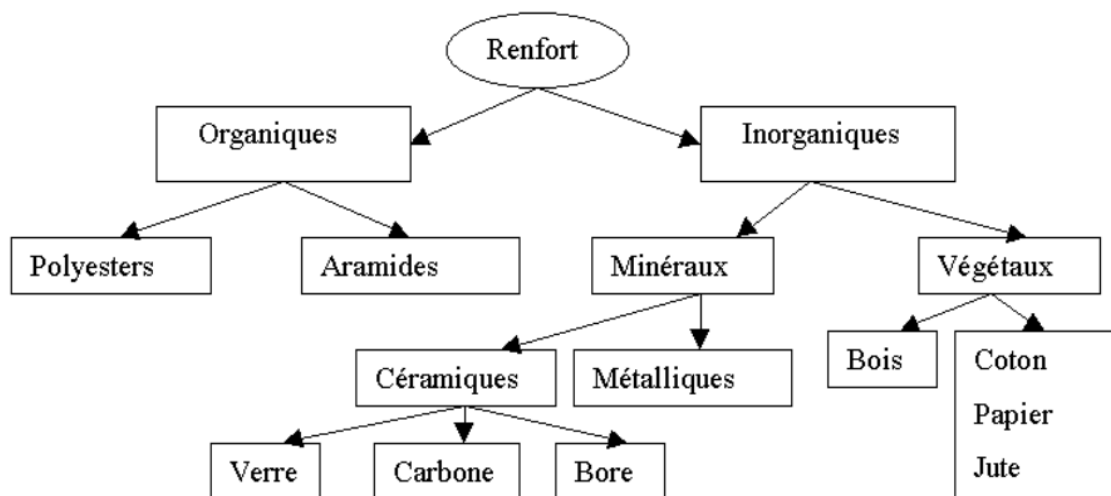 Renfort
Organiques
Inorganiques
Polyesters
Aramides
Minéraux
Végétaux
Céramiques
Métalliques
Bois
Coton
Papier
Jute
Verre
Carbone
Bore